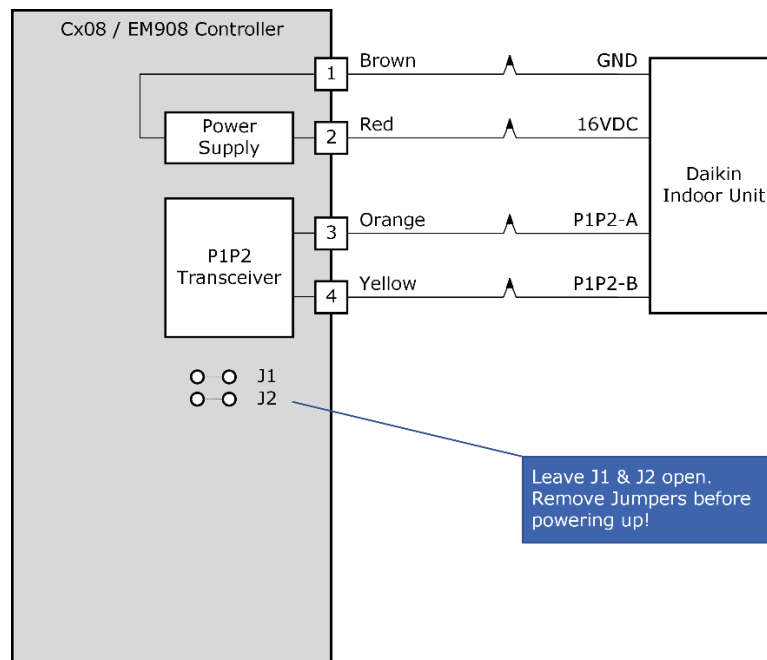 Cx08 / EM908 Controller
1
Brown
GND
Power
Supply
2
Red
16VDC
Daikin
Indoor Unit
P1P2
Transceiver
3
Orange
P1P2-A
4
Yellow
P1P2-B
J1
J2
Leave J1 & J2 open.
Remove Jumpers before
powering up!